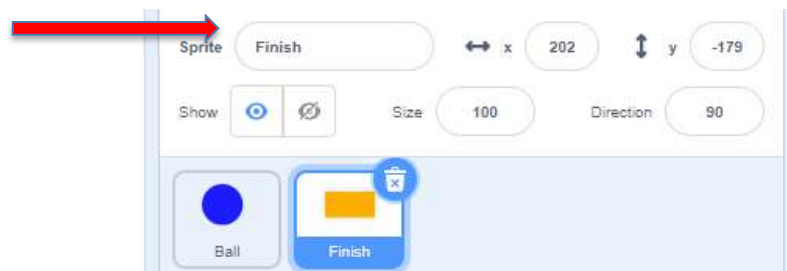 Sprite Finish x 202 y -179
Show Size 100 Direction 90
Ball Finish